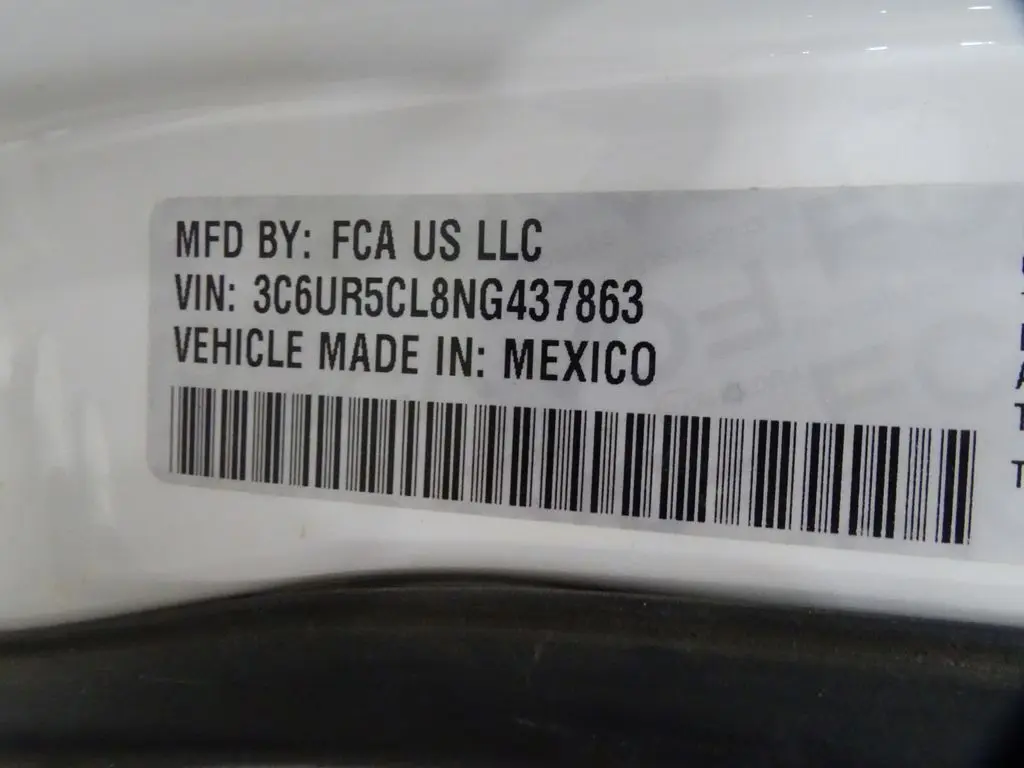 MFD BY: FCA US LLC
VIN: 3C6UR5CL8NG437863
VEHICLE MADE IN: MEXICO